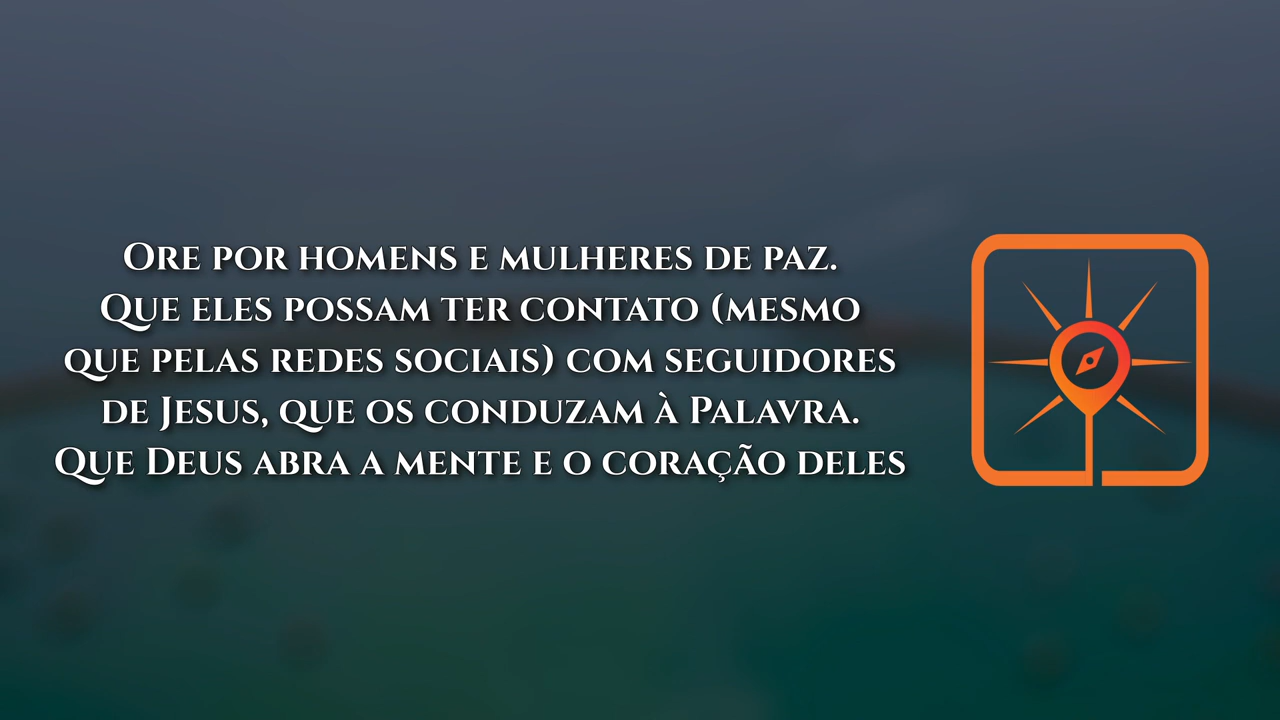 Ore por homens e mulheres de paz.
Que eles possam ter contato (mesmo
que pelas redes sociais) com seguidores
de Jesus, que os conduzam à Palavra.
Que Deus abra a mente e o coração deles